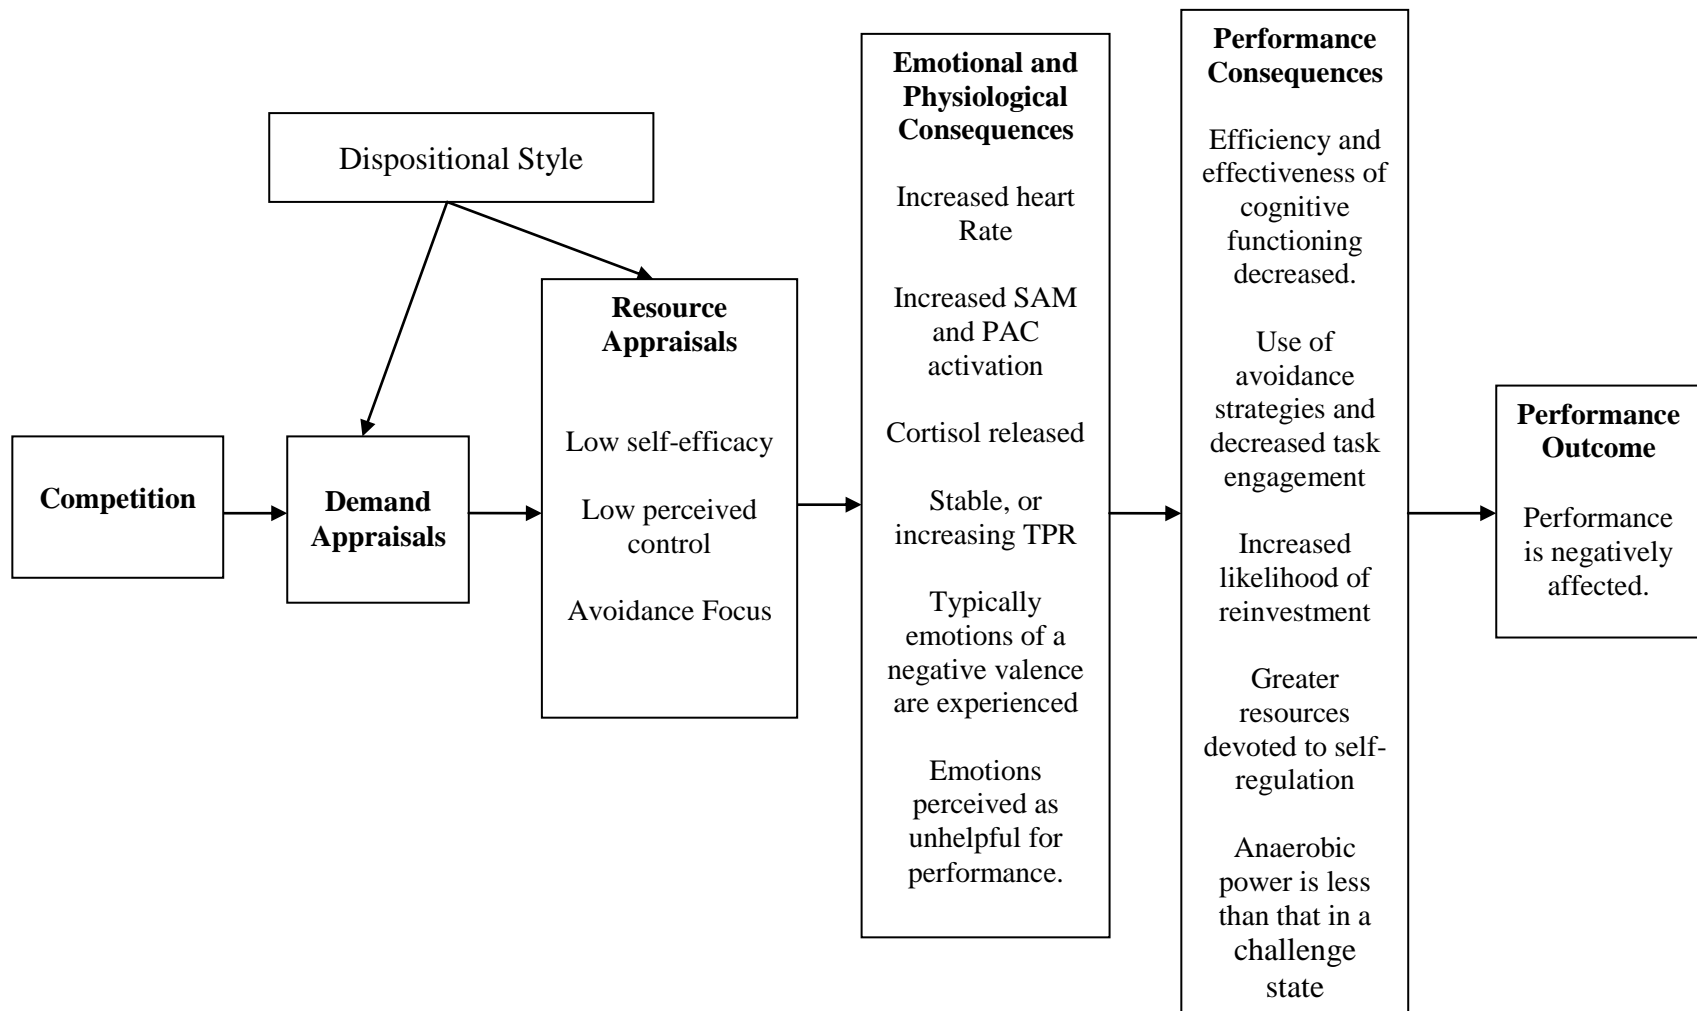 Dispositional Style
Competition
Demand
Appraisals
Resource
Appraisals
Low self-efficacy
Low perceived
control
Avoidance Focus
Emotional and
Physiological
Consequences
Increased heart
Rate
Increased SAM
and PAC
activation
Cortisol released
Stable, or
increasing TPR
Typically
emotions of a
negative valence
are experienced
Emotions
perceived as
unhelpful for
performance.
Performance
Consequences
Efficiency and
effectiveness of
cognitive
functioning
decreased.
Use of
avoidance
strategies and
decreased task
engagement
Increased
likelihood of
reinvestment
Greater
resources
devoted to self-
regulation
Anaerobic
power is less
than that in a
challenge
state
Performance
Outcome
Performance
is negatively
affected.